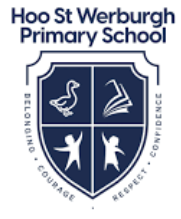 Hoo St Werburgh
Primary School
BELONGING • COURAGE • RESPECT • CONFIDENCE